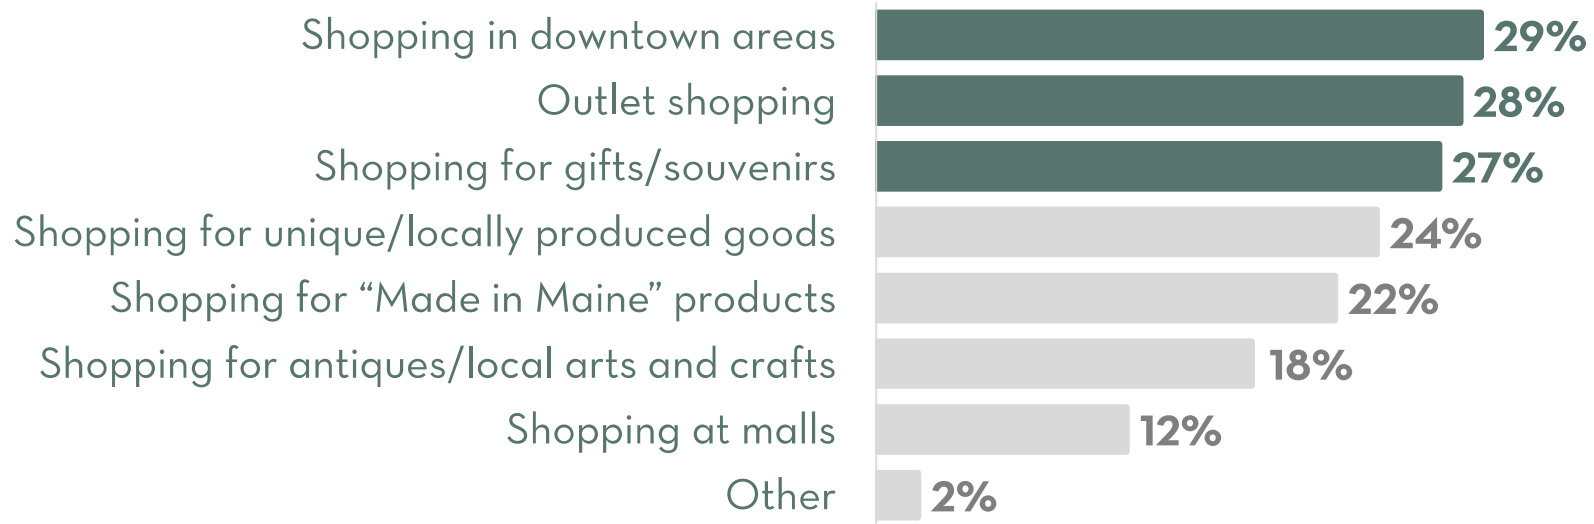 Shopping in downtown areas 29%
Outlet shopping 28%
Shopping for gifts/souvenirs 27%
Shopping for unique/locally produced goods 24%
Shopping for “Made in Maine” products 22%
Shopping for antiques/local arts and crafts 18%
Shopping at malls 12%
Other 2%